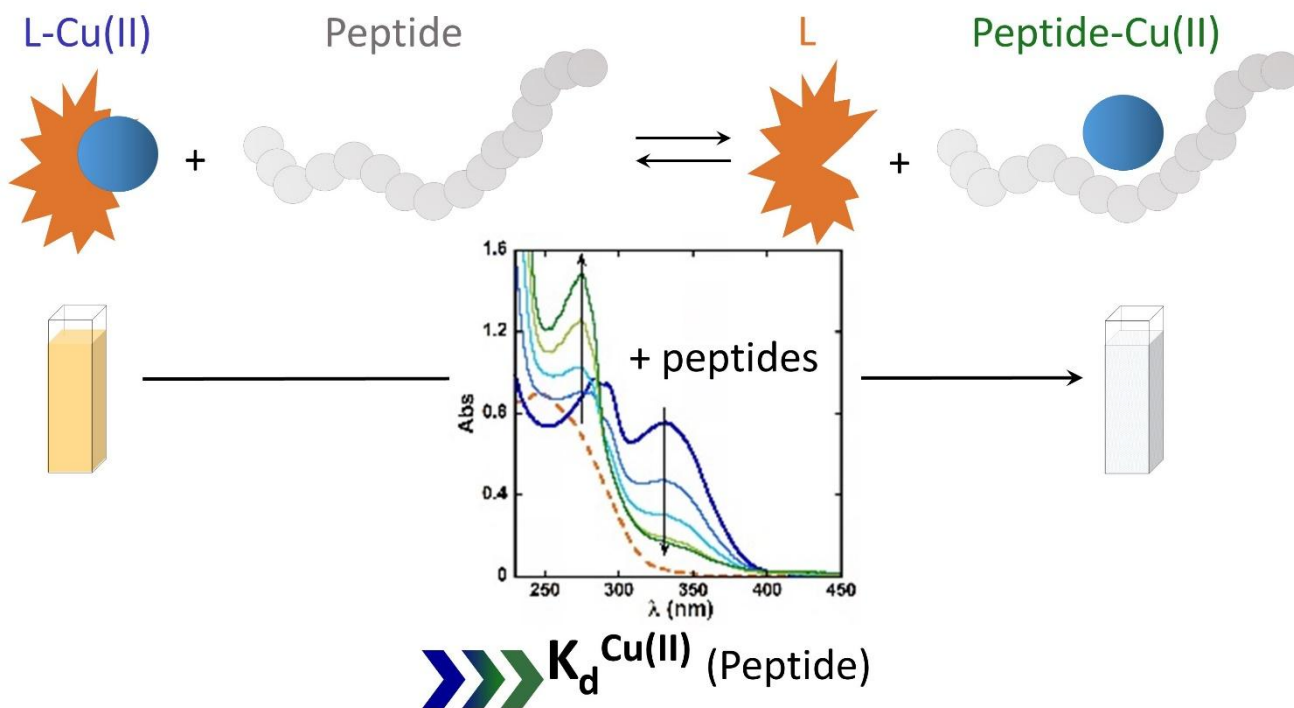 L-Cu(II)
Peptide
L
Peptide-Cu(II)
+
+
1.6
1.2
0.8
0.4
0
Abs
+ peptides
250 300 350 400 450
λ (nm)
Kd Cu(II) (Peptide)